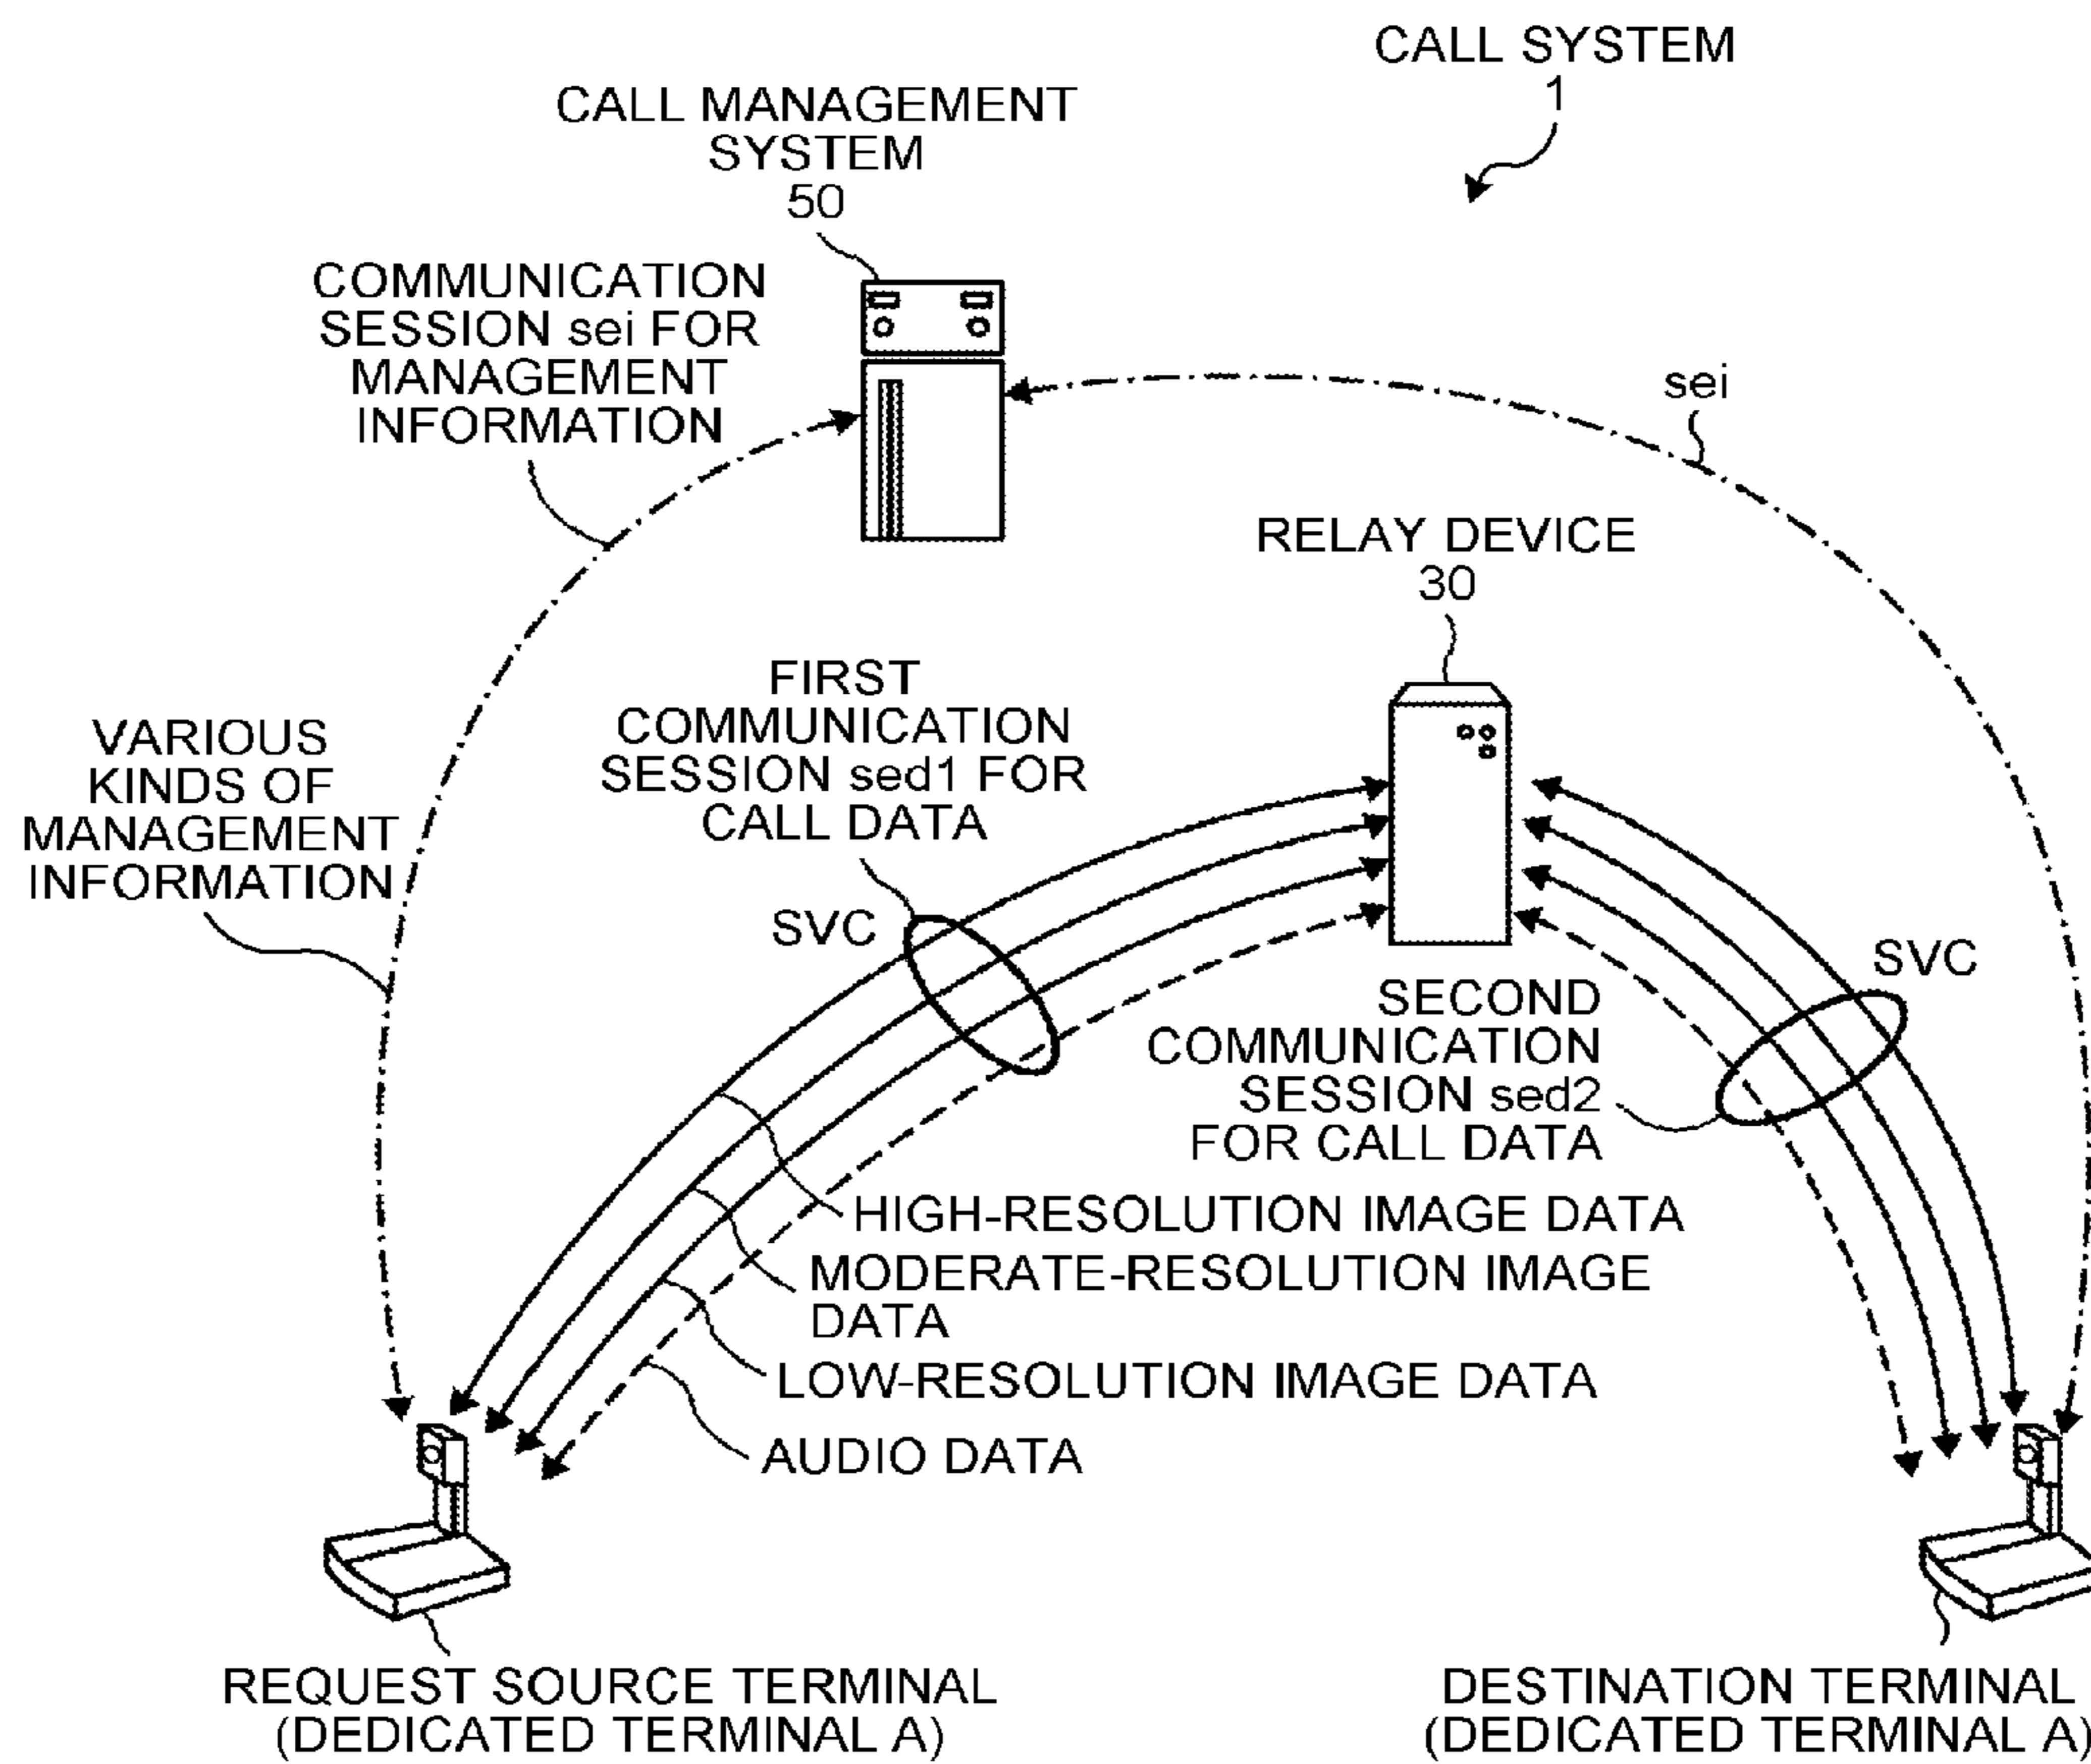 CALL SYSTEM
1
CALL MANAGEMENT
SYSTEM
50
COMMUNICATION
SESSION sei FOR
MANAGEMENT
INFORMATION
sei
RELAY DEVICE
30
FIRST
COMMUNICATION
SESSION sed1 FOR
CALL DATA
VARIOUS
KINDS OF
MANAGEMENT
INFORMATION
SVC
SVC
SECOND
COMMUNICATION
SESSION sed2
FOR CALL DATA
HIGH-RESOLUTION IMAGE DATA
MODERATE-RESOLUTION IMAGE
DATA
LOW-RESOLUTION IMAGE DATA
AUDIO DATA
REQUEST SOURCE TERMINAL
(DEDICATED TERMINAL A)
DESTINATION TERMINAL
(DEDICATED TERMINAL A)